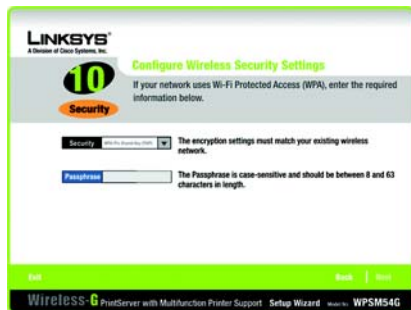 LINKSYS®
A Division of Cisco Systems, Inc.
10
Security
Configure Wireless Security Settings
If your network uses Wi-Fi Protected Access (WPA), enter the required
information below.
Security
The encryption settings must match your existing wireless
network.
Passphrase
The Passphrase is case-sensitive and should be between 8 and 63
characters in length.
Exit
Back
Next
Wireless-G PrintServer with Multifunction Printer Support Setup Wizard Model No. WPSM54G